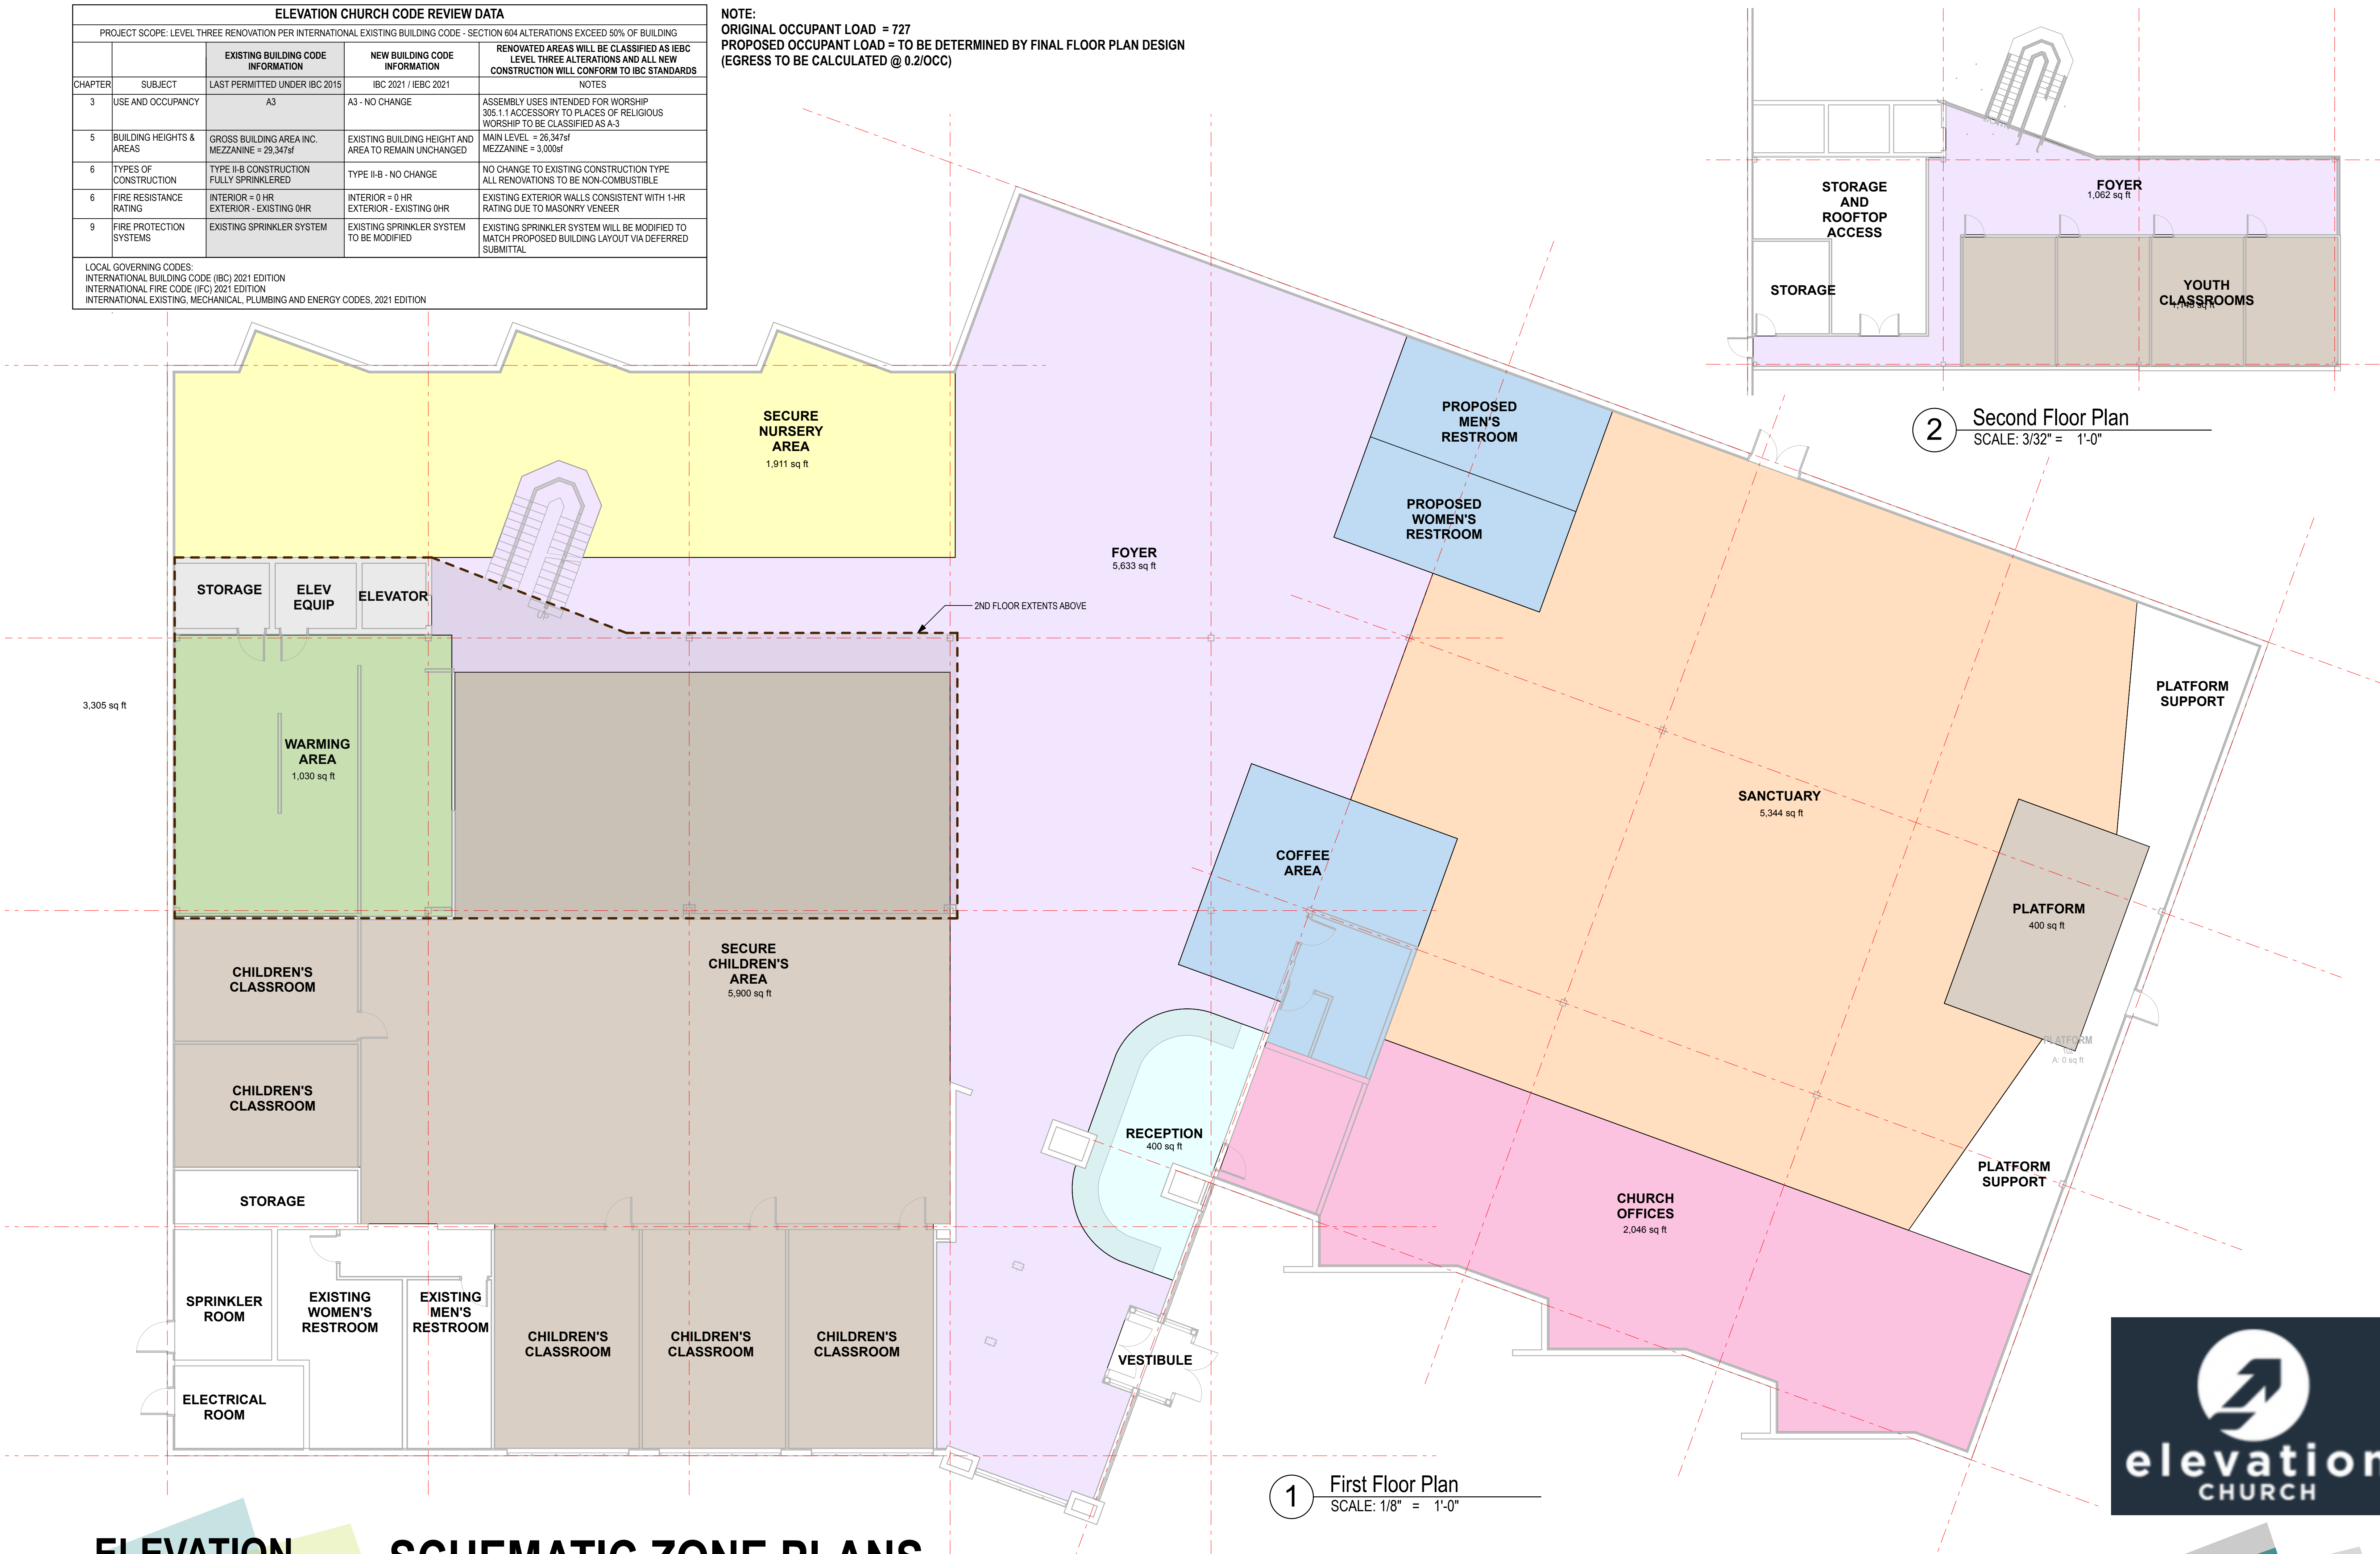 ELEVATION CHURCH CODE REVIEW DATA
PROJECT SCOPE: LEVEL THREE RENOVATION PER INTERNATIONAL EXISTING BUILDING CODE - SECTION 604 ALTERATIONS EXCEED 50% OF BUILDING
EXISTING BUILDING CODE
INFORMATION
NEW BUILDING CODE
INFORMATION
RENOVATED AREAS WILL BE CLASSIFIED AS IEBC
LEVEL THREE ALTERATIONS AND ALL NEW
CONSTRUCTION WILL CONFORM TO IBC STANDARDS
CHAPTER
SUBJECT
LAST PERMITTED UNDER IBC 2015
IBC 2021 / IEBC 2021
NOTES
3
USE AND OCCUPANCY
A3
A3 - NO CHANGE
ASSEMBLY USES INTENDED FOR WORSHIP
305.1.1 ACCESSORY TO PLACES OF RELIGIOUS
WORSHIP TO BE CLASSIFIED AS A-3
5
BUILDING HEIGHTS &
AREAS
GROSS BUILDING AREA INC.
MEZZANINE = 29,347sf
EXISTING BUILDING HEIGHT AND
AREA TO REMAIN UNCHANGED
MAIN LEVEL = 26,347sf
MEZZANINE = 3,000sf
6
TYPES OF
CONSTRUCTION
TYPE II-B CONSTRUCTION
FULLY SPRINKLERED
TYPE II-B - NO CHANGE
NO CHANGE TO EXISTING CONSTRUCTION TYPE
ALL RENOVATIONS TO BE NON-COMBUSTIBLE
6
FIRE RESISTANCE
RATING
INTERIOR = 0 HR
EXTERIOR - EXISTING 0HR
INTERIOR = 0 HR
EXTERIOR - EXISTING 0HR
EXISTING EXTERIOR WALLS CONSISTENT WITH 1-HR
RATING DUE TO MASONRY VENEER
9
FIRE PROTECTION
SYSTEMS
EXISTING SPRINKLER SYSTEM
EXISTING SPRINKLER SYSTEM
TO BE MODIFIED
EXISTING SPRINKLER SYSTEM WILL BE MODIFIED TO
MATCH PROPOSED BUILDING LAYOUT VIA DEFERRED
SUBMITTAL
LOCAL GOVERNING CODES:
INTERNATIONAL BUILDING CODE (IBC) 2021 EDITION
INTERNATIONAL FIRE CODE (IFC) 2021 EDITION
INTERNATIONAL EXISTING, MECHANICAL, PLUMBING AND ENERGY CODES, 2021 EDITION
NOTE:
ORIGINAL OCCUPANT LOAD = 727
PROPOSED OCCUPANT LOAD = TO BE DETERMINED BY FINAL FLOOR PLAN DESIGN
(EGRESS TO BE CALCULATED @ 0.2/OCC)
STORAGE
AND
ROOFTOP
ACCESS
FOYER
1,062 sq ft
STORAGE
YOUTH
CLASSROOMS
2
Second Floor Plan
SCALE: 3/32" = 1'-0"
SECURE
NURSERY
AREA
1,911 sq ft
PROPOSED
MEN'S
RESTROOM
PROPOSED
WOMEN'S
RESTROOM
FOYER
5,633 sq ft
STORAGE
ELEV
EQUIP
ELEVATOR
2ND FLOOR EXTENTS ABOVE
3,305 sq ft
WARMING
AREA
1,030 sq ft
PLATFORM
SUPPORT
SANCTUARY
5,344 sq ft
COFFEE
AREA
PLATFORM
400 sq ft
SECURE
CHILDREN'S
AREA
5,900 sq ft
CHILDREN'S
CLASSROOM
PLATFORM
A: 0 sq ft
CHILDREN'S
CLASSROOM
RECEPTION
400 sq ft
PLATFORM
SUPPORT
STORAGE
CHURCH
OFFICES
2,046 sq ft
SPRINKLER
ROOM
EXISTING
WOMEN'S
RESTROOM
EXISTING
MEN'S
RESTROOM
CHILDREN'S
CLASSROOM
CHILDREN'S
CLASSROOM
CHILDREN'S
CLASSROOM
VESTIBULE
ELECTRICAL
ROOM
1
First Floor Plan
SCALE: 1/8" = 1'-0"
elevation
CHURCH
ELEVATION
SCHEMATIC ZONE PLANS